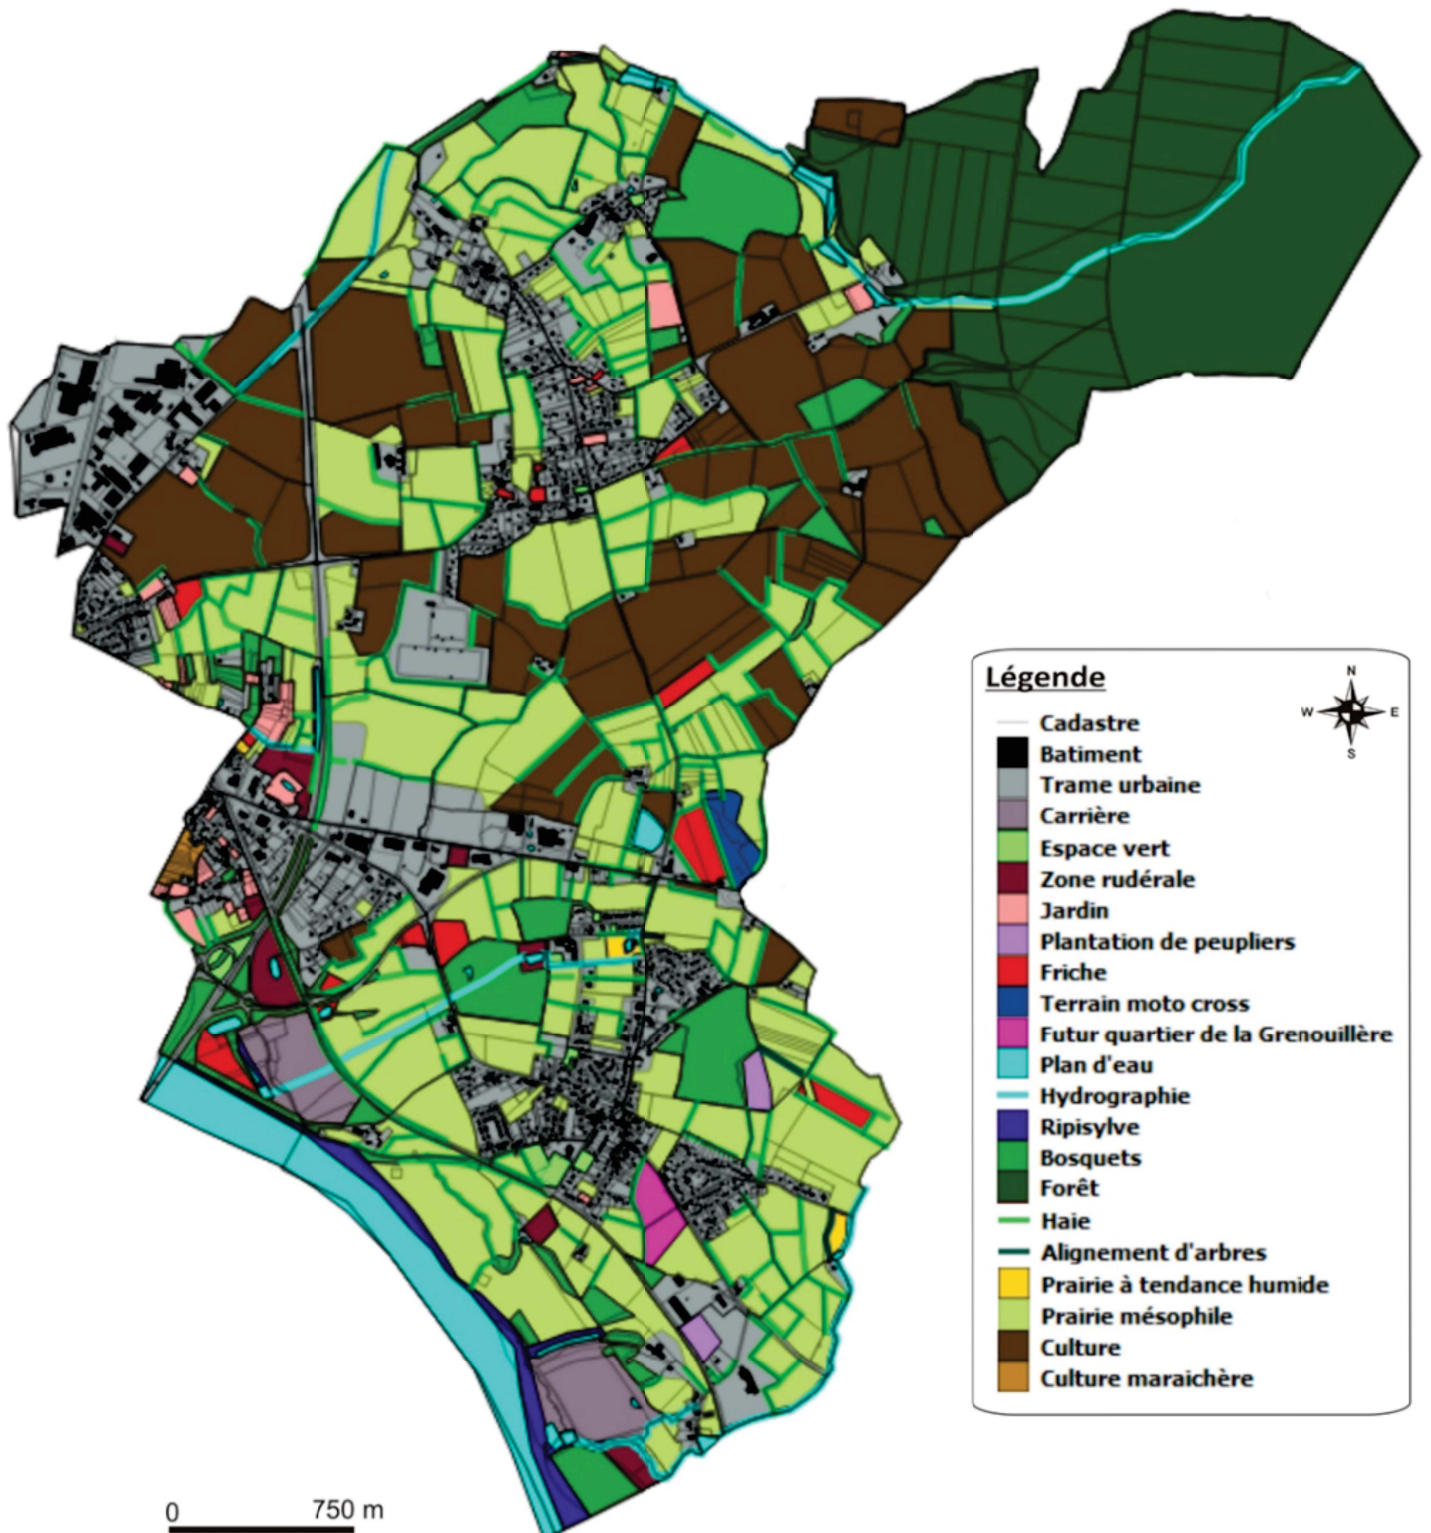 Légende
N
W
E
S
Cadastre
Batiment
Trame urbaine
Carrière
Espace vert
Zone rudérale
Jardin
Plantation de peupliers
Friche
Terrain moto cross
Futur quartier de la Grenouillère
Plan d'eau
Hydrographie
Ripisylve
Bosquets
Forêt
Haie
Alignement d'arbres
Prairie à tendance humide
Prairie mésophile
Culture
Culture maraichère
0 750 m